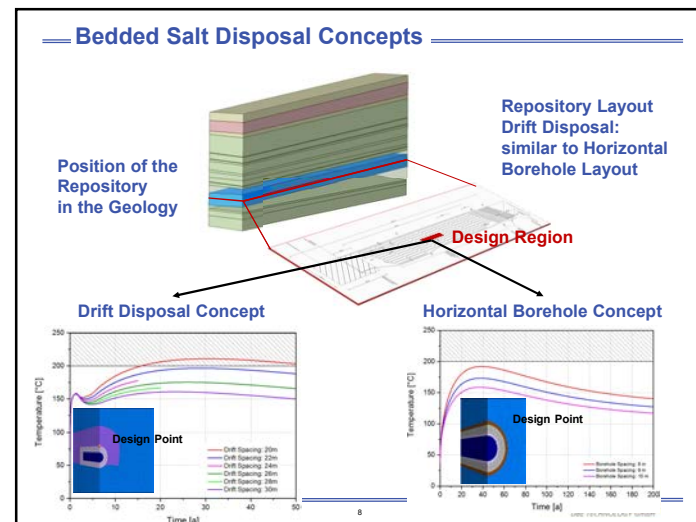 Bedded Salt Disposal Concepts
Repository Layout
Drift Disposal:
similar to Horizontal
Borehole Layout
Position of the
Repository
in the Geology
Design Region
Drift Disposal Concept
Horizontal Borehole Concept
250
200
150
100
50
0
Temperature [°C]
Design Point
Drift Spacing: 20m
Drift Spacing: 22m
Drift Spacing: 24m
Drift Spacing: 26m
Drift Spacing: 28m
Drift Spacing: 30m
0 10 20 30 40 50
Time [a]
250
200
150
100
50
0
Temperature [°C]
Design Point
Borehole Spacing: 8 m
Borehole Spacing: 9 m
Borehole Spacing: 10 m
0 20 40 60 80 100 120 140 160 180 200
Time [a]
8
TECHNOLOGY GmbH